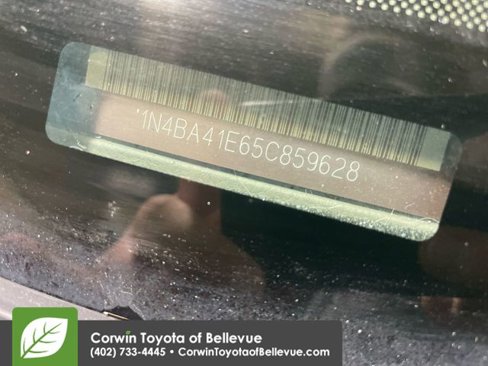 1N4BA41E65C859628
Corwin Toyota of Bellevue
(402) 733-4445 • CorwinToyotaofBellevue.com